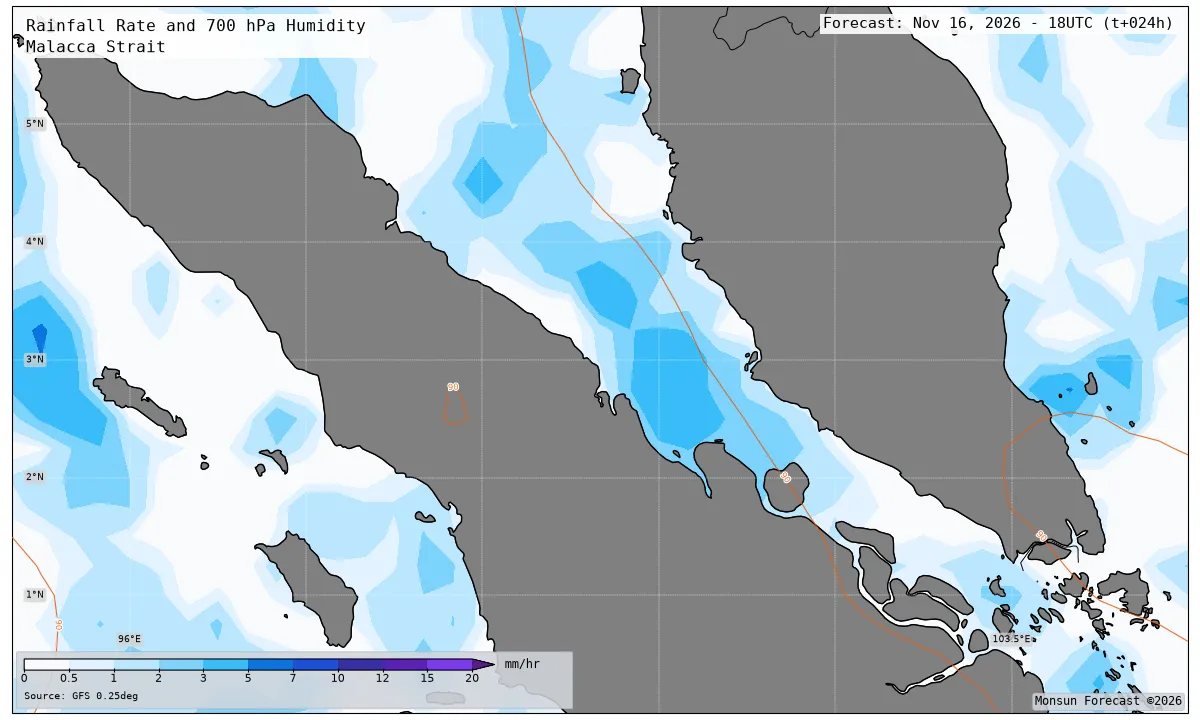 Rainfall Rate and 700 hPa Humidity
Malacca Strait
Forecast: Nov 16, 2026 - 18UTC (t+024h)
5°N
4°N
3°N
90
2°N
90
90
1°N
90
96°E
103.5°E
mm/hr
0 0.5 1 2 3 5 7 10 12 15 20
Source: GFS 0.25deg
Monsun Forecast ©2026